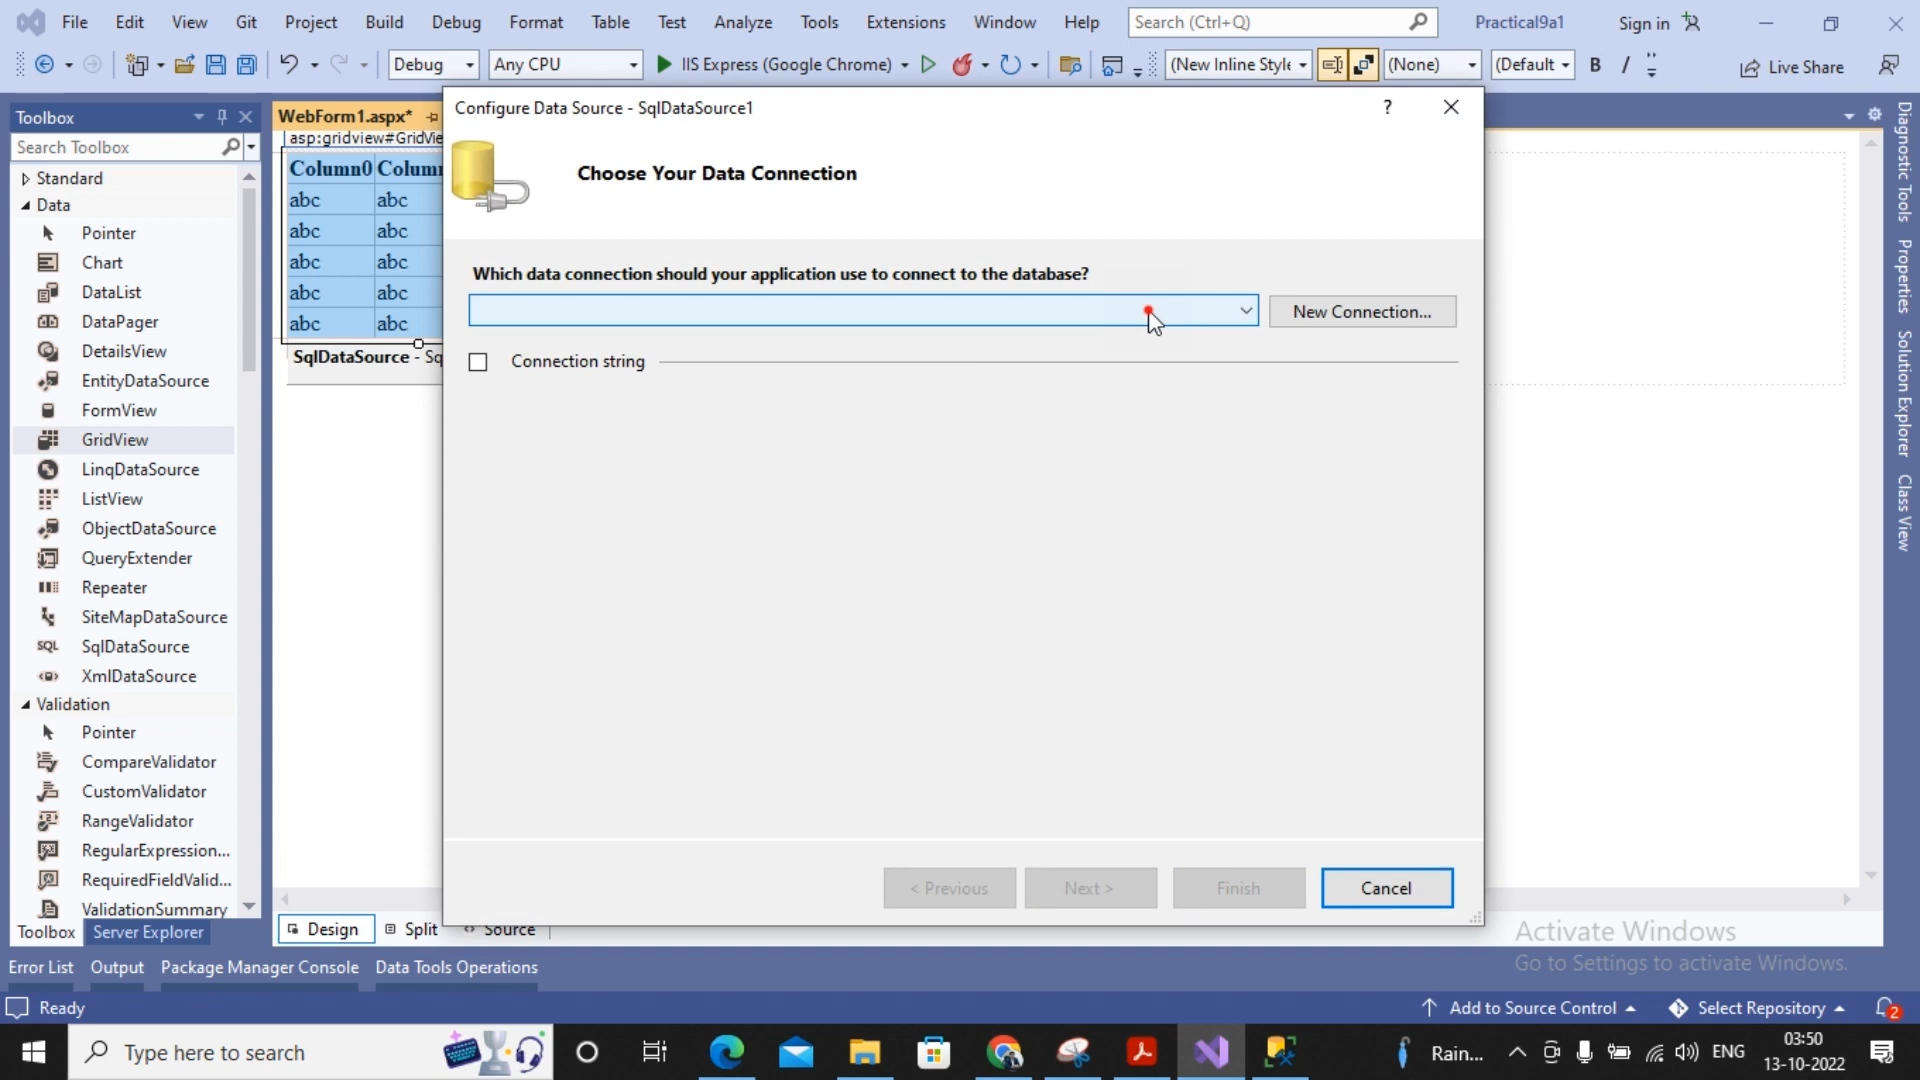 File Edit View Git Project Build Debug Format Table Test Analyze Tools Extensions Window Help Search (Ctrl+Q) Practical9a1 Sign in
Debug Any CPU IIS Express (Google Chrome) (New Inline Style (None) (Default B I " Live Share
Toolbox
Search Toolbox
Standard
Data
Pointer
Chart
DataList
DataPager
DetailsView
EntityDataSource
FormView
GridView
LinqDataSource
ListView
ObjectDataSource
QueryExtender
Repeater
SiteMapDataSource
SQL SqlDataSource
XmlDataSource
Validation
Pointer
CompareValidator
CustomValidator
RangeValidator
RegularExpression...
RequiredFieldValid...
ValidationSummary
Toolbox Server Explorer
WebForm1.aspx*
asp:gridview#GridVie
Column0 Column
abc abc
abc abc
abc abc
abc abc
abc abc
SqlDataSource - Sq
Design Split Source
Configure Data Source - SqlDataSource1 ?
Choose Your Data Connection
Which data connection should your application use to connect to the database?
New Connection...
Connection string
< Previous Next > Finish Cancel
Diagnostic Tools
Properties
Solution Explorer
Class View
Activate Windows
Go to Settings to activate Windows.
Error List Output Package Manager Console Data Tools Operations
Ready Add to Source Control Select Repository 2
Type here to search Rain... ENG 03:50
13-10-2022